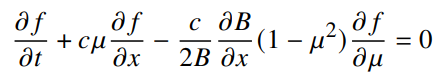 ∂f/∂t + cμ ∂f/∂x − c/2B ∂B/∂x (1 − μ²) ∂f/∂μ = 0